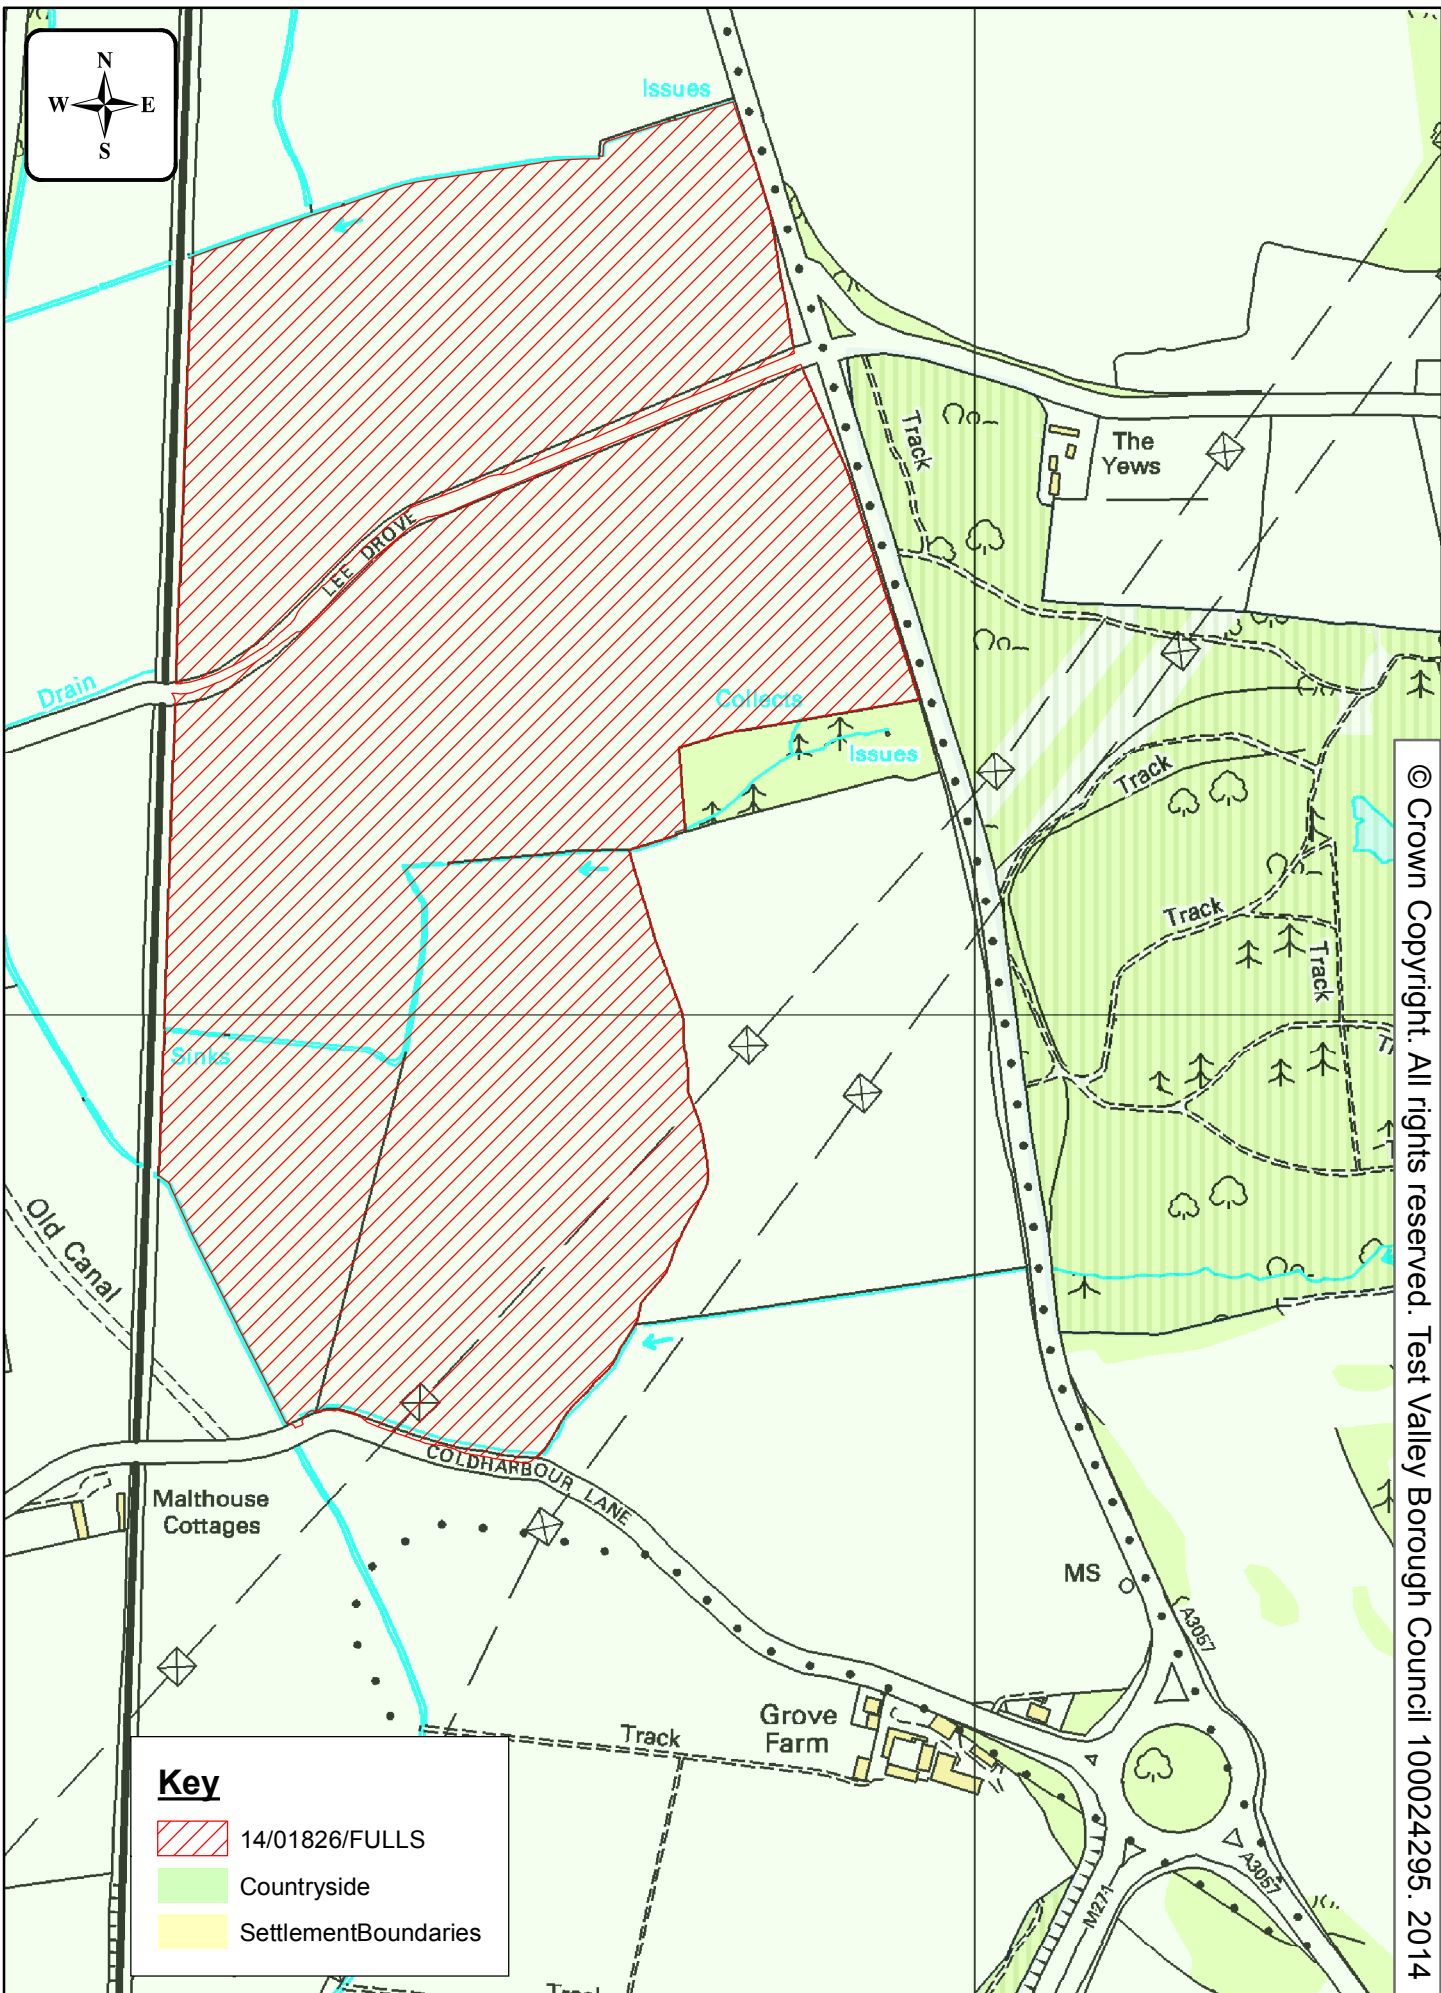 N
W E
S
Issues
Track
The
Yews
LEE DROVE
Drain
Collects
Issues
Track
Track
Track
Sinks
Old Canal
COLDHARBOUR LANE
Malthouse
Cottages
MS
A3057
Grove
Farm
Track
A3057
M271
Key
14/01826/FULLS
Countryside
SettlementBoundaries
© Crown Copyright. All rights reserved. Test Valley Borough Council 100024295. 2014